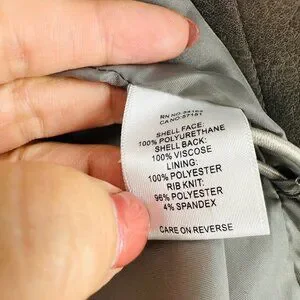 SHELL FACE:
100% POLYURETHANE
SHELL BACK:
100% VISCOSE
LINING:
100% POLYESTER
RIB KNIT:
96% POLYESTER
4% SPANDEX
CARE ON REVERSE